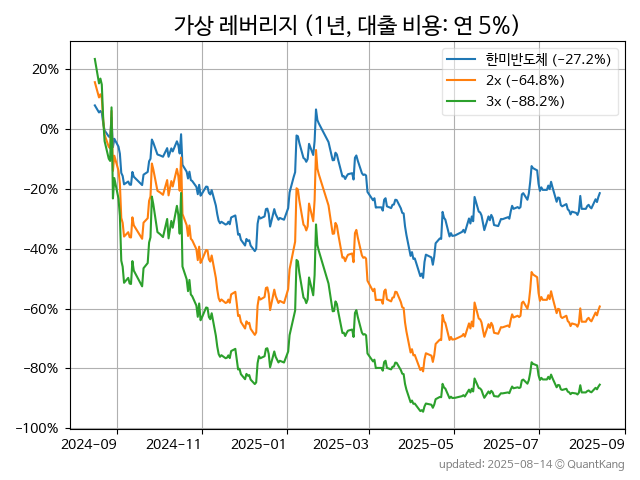 가상 레버리지 (1년, 대출 비용: 연 5%)
한미반도체 (-27.2%)
2x (-64.8%)
3x (-88.2%)
20%
0%
-20%
-40%
-60%
-80%
-100%
2024-09 2024-11 2025-01 2025-03 2025-05 2025-07 2025-09
updated: 2025-08-14 © QuantKang